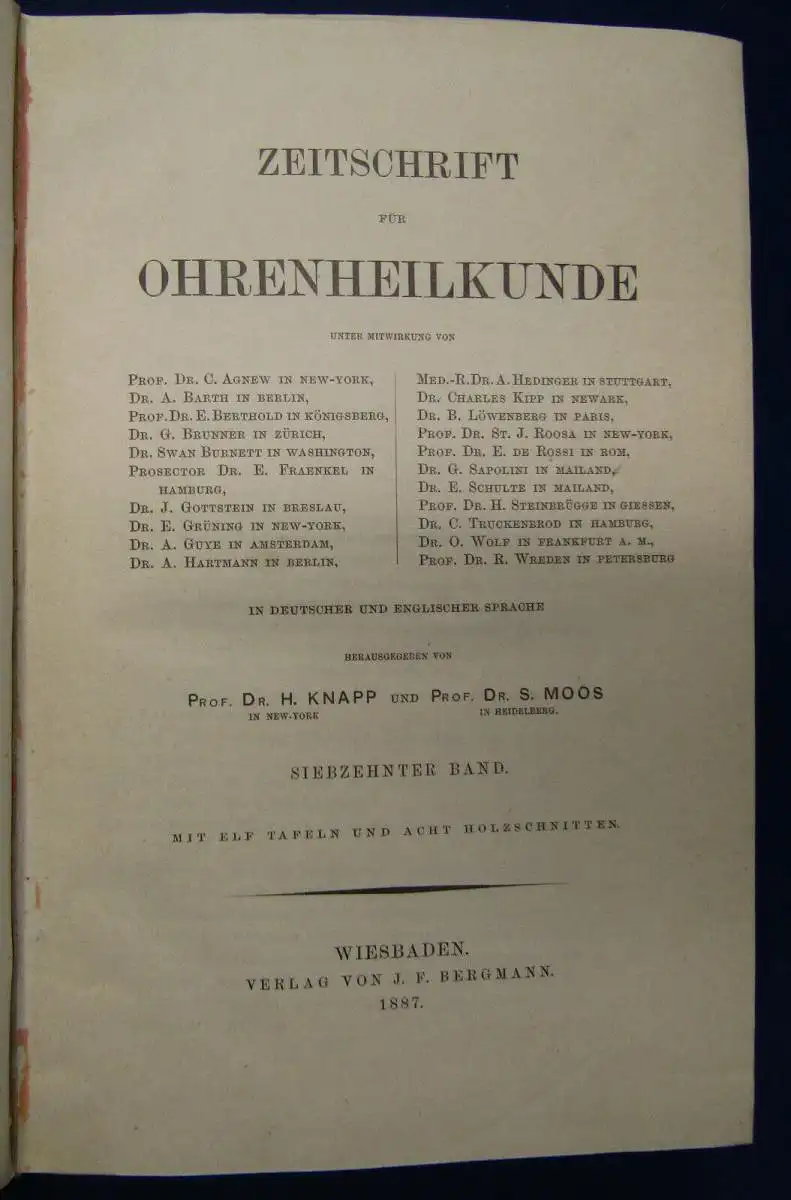 ZEITSCHRIFT
FÜR
OHRENHEILKUNDE
UNTER MITWIRKUNG VON
PROF. DR. C. AGNEW IN NEW-YORK,
DR. A. BARTH IN BERLIN,
PROF. DR. E. BERTHOLD IN KÖNIGSBERG,
DR. G. BRUNNER IN ZÜRICH,
DR. SWAN BURNETT IN WASHINGTON,
PROSECTOR DR. E. FRAENKEL IN
HAMBURG,
DR. J. GOTTSTEIN IN BRESLAU,
DR. E. GRÜNING IN NEW-YORK,
DR. A. GUYE IN AMSTERDAM,
DR. A. HARTMANN IN BERLIN,
MED.-R. DR. A. HEDINGER IN STUTTGART,
DR. CHARLES KIPP IN NEWARK,
DR. B. LÖWENBERG IN PARIS,
PROF. DR. ST. J. ROOSA IN NEW-YORK,
PROF. DR. E. DE ROSSI IN ROM,
DR. G. SAPOLINI IN MAILAND,
DR. E. SCHULTE IN MAILAND,
PROF. DR. H. STEINBRÜGGE IN GIESSEN,
DR. C. TRUCKENBROD IN HAMBURG,
DR. O. WOLF IN FRANKFURT A. M.,
PROF. DR. R. WREDEN IN PETERSBURG
IN DEUTSCHER UND ENGLISCHER SPRACHE
HERAUSGEGEBEN VON
PROF. DR. H. KNAPP UND PROF. DR. S. MOOS
IN NEW-YORK IN HEIDELBERG.
SIEBZEHNTER BAND.
MIT ELF TAFELN UND ACHT HOLZSCHNITTEN.
WIESBADEN.
VERLAG VON J. F. BERGMANN.
1887.